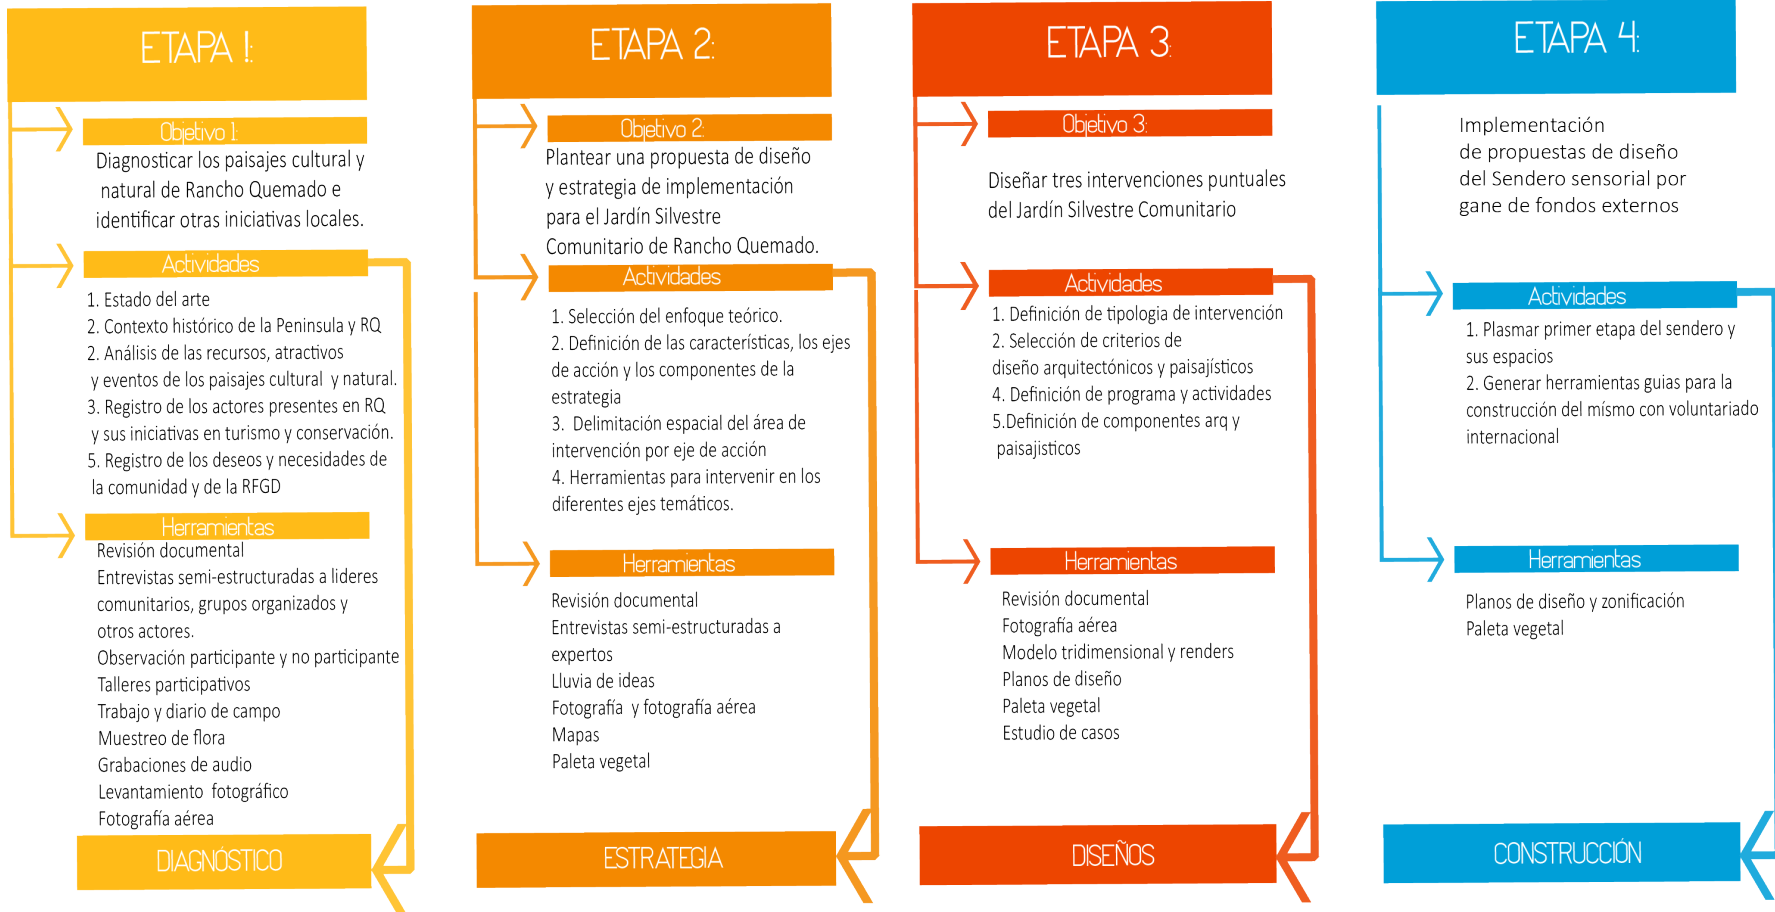 ETAPA 1:
Objetivo 1:
Diagnosticar los paisajes cultural y
natural de Rancho Quemado e
identificar otras iniciativas locales.
Actividades
1. Estado del arte
2. Contexto histórico de la Peninsula y RQ
2. Análisis de las recursos, atractivos
y eventos de los paisajes cultural y natural.
3. Registro de los actores presentes en RQ
y sus iniciativas en turismo y conservación.
5. Registro de los deseos y necesidades de
la comunidad y de la RFGD
Herramientas
Revisión documental
Entrevistas semi-estructuradas a lideres
comunitarios, grupos organizados y
otros actores.
Observación participante y no participante
Talleres participativos
Trabajo y diario de campo
Muestreo de flora
Grabaciones de audio
Levantamiento fotográfico
Fotografía aérea
DIAGNÓSTICO
ETAPA 2:
Objetivo 2:
Plantear una propuesta de diseño
y estrategia de implementación
para el Jardín Silvestre
Comunitario de Rancho Quemado.
Actividades
1. Selección del enfoque teórico.
2. Definición de las características, los ejes
de acción y los componentes de la
estrategia
3. Delimitación espacial del área de
intervención por eje de acción
4. Herramientas para intervenir en los
diferentes ejes temáticos.
Herramientas
Revisión documental
Entrevistas semi-estructuradas a
expertos
Lluvia de ideas
Fotografía y fotografía aérea
Mapas
Paleta vegetal
ESTRATEGIA
ETAPA 3:
Objetivo 3:
Diseñar tres intervenciones puntuales
del Jardín Silvestre Comunitario
Actividades
1. Definición de tipologia de intervención
2. Selección de criterios de
diseño arquitectónicos y paisajísticos
4. Definición de programa y actividades
5.Definición de componentes arq y
paisajisticos
Herramientas
Revisión documental
Fotografía aérea
Modelo tridimensional y renders
Planos de diseño
Paleta vegetal
Estudio de casos
DISEÑOS
ETAPA 4:
Implementación
de propuestas de diseño
del Sendero sensorial por
gane de fondos externos
Actividades
1. Plasmar primer etapa del sendero y
sus espacios
2. Generar herramientas guias para la
construcción del mísmo con voluntariado
internacional
Herramientas
Planos de diseño y zonificación
Paleta vegetal
CONSTRUCCIÓN